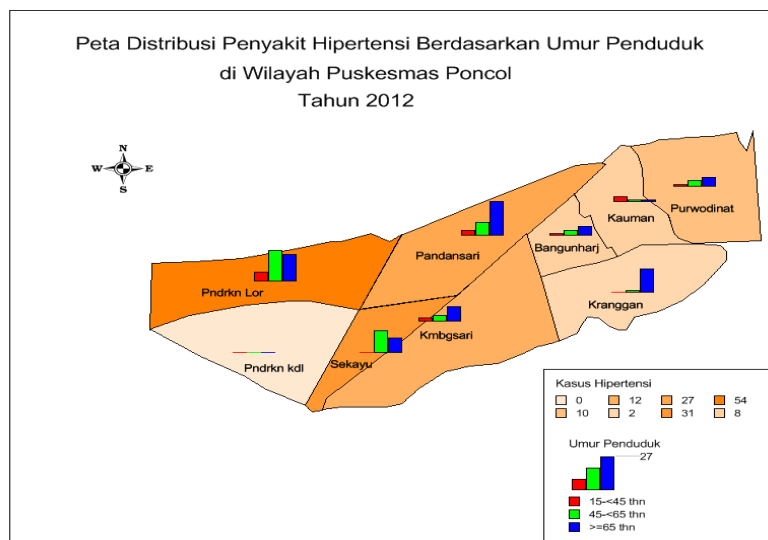 Peta Distribusi Penyakit Hipertensi Berdasarkan Umur Penduduk
di Wilayah Puskesmas Poncol
Tahun 2012
N
W E
S
Kauman
Purwodinat
Bangunharj
Pandansari
Kranggan
Pndrkn Lor
Kmbgsari
Sekayu
Pndrkn kdl
Kasus Hipertensi
0 12 27 54
10 2 31 8
Umur Penduduk
27
15-<45 thn
45-<65 thn
>=65 thn